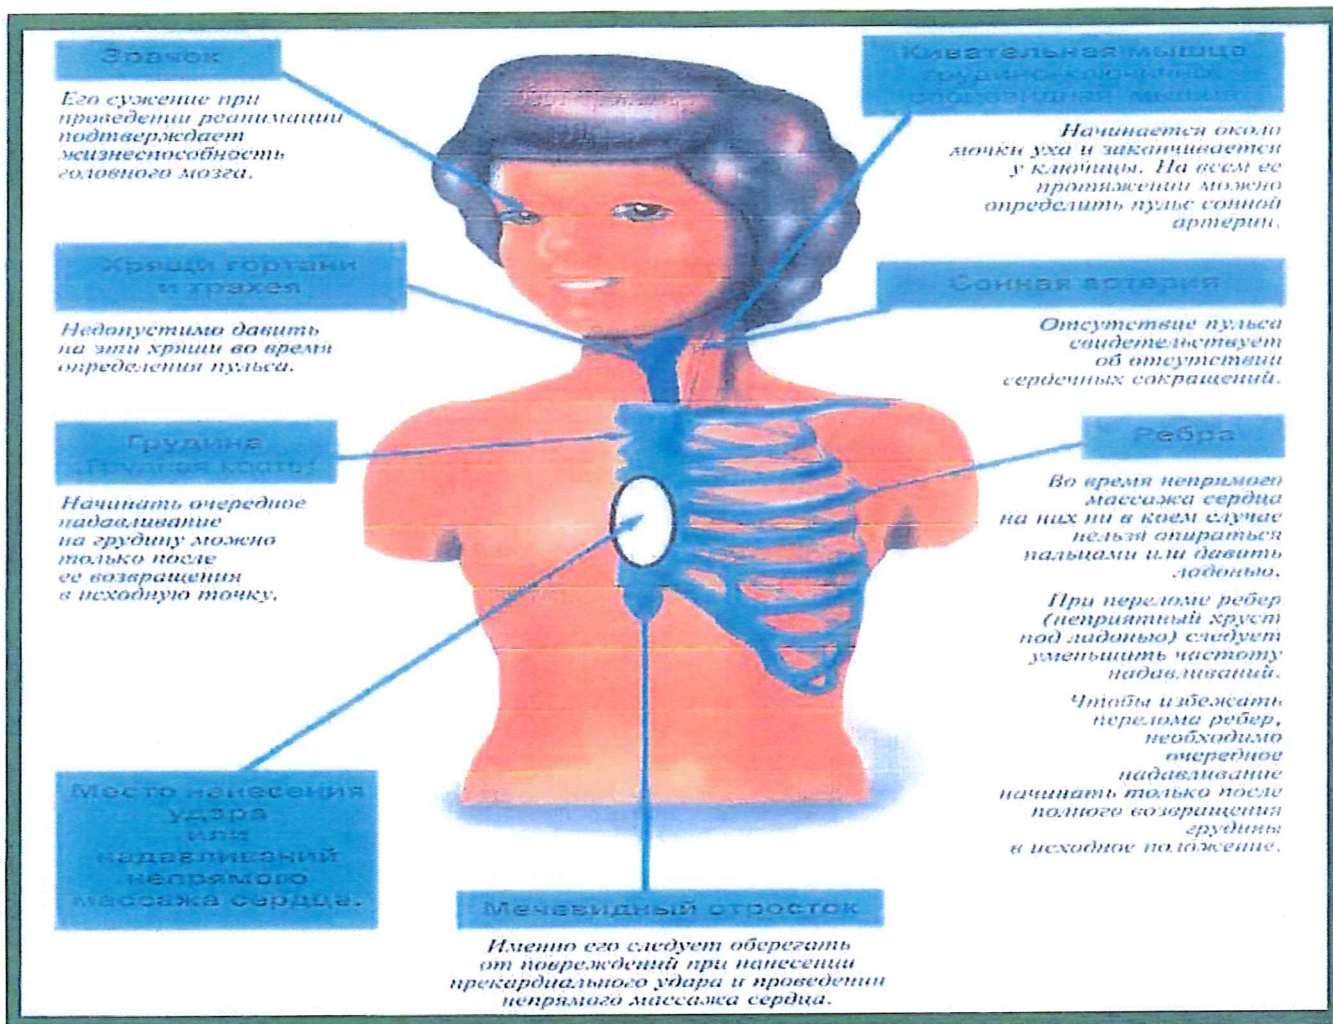 Зрачок
Его сужение при
проведении реанимации
подтверждает
жизнеспособность
головного мозга.
Хрящи гортани
и трахея
Недопустимо давить
на эти хрящи во время
определения пульса.
Грудина
(Грудная кость)
Начинать очередное
надавливание
на грудину можно
только после
ее возвращения
в исходную точку.
Место нанесения
удара
или
надавливаний
непрямого
массажа сердца.
Кивательная мышца
грудино-ключично-
сосцевидная мышца
Начинается около
мочки уха и заканчивается
у ключицы. На всем ее
протяжении можно
определить пульс сонной
артерии.
Сонная артерия
Отсутствие пульса
свидетельствует
об отсутствии
сердечных сокращений.
Ребра
Во время непрямого
массажа сердца
на них ни в коем случае
нельзя опираться
пальцами или давить
ладонью.
При переломе ребер
(неприятный хруст
под ладонью) следует
уменьшить частоту
надавливаний.
Чтобы избежать
перелома ребер,
необходимо
очередное
надавливание
начинать только после
полного возвращения
грудины
в исходное положение.
Мечевидный отросток
Именно его следует оберегать
от повреждений при нанесении
прекардиального удара и проведении
непрямого массажа сердца.